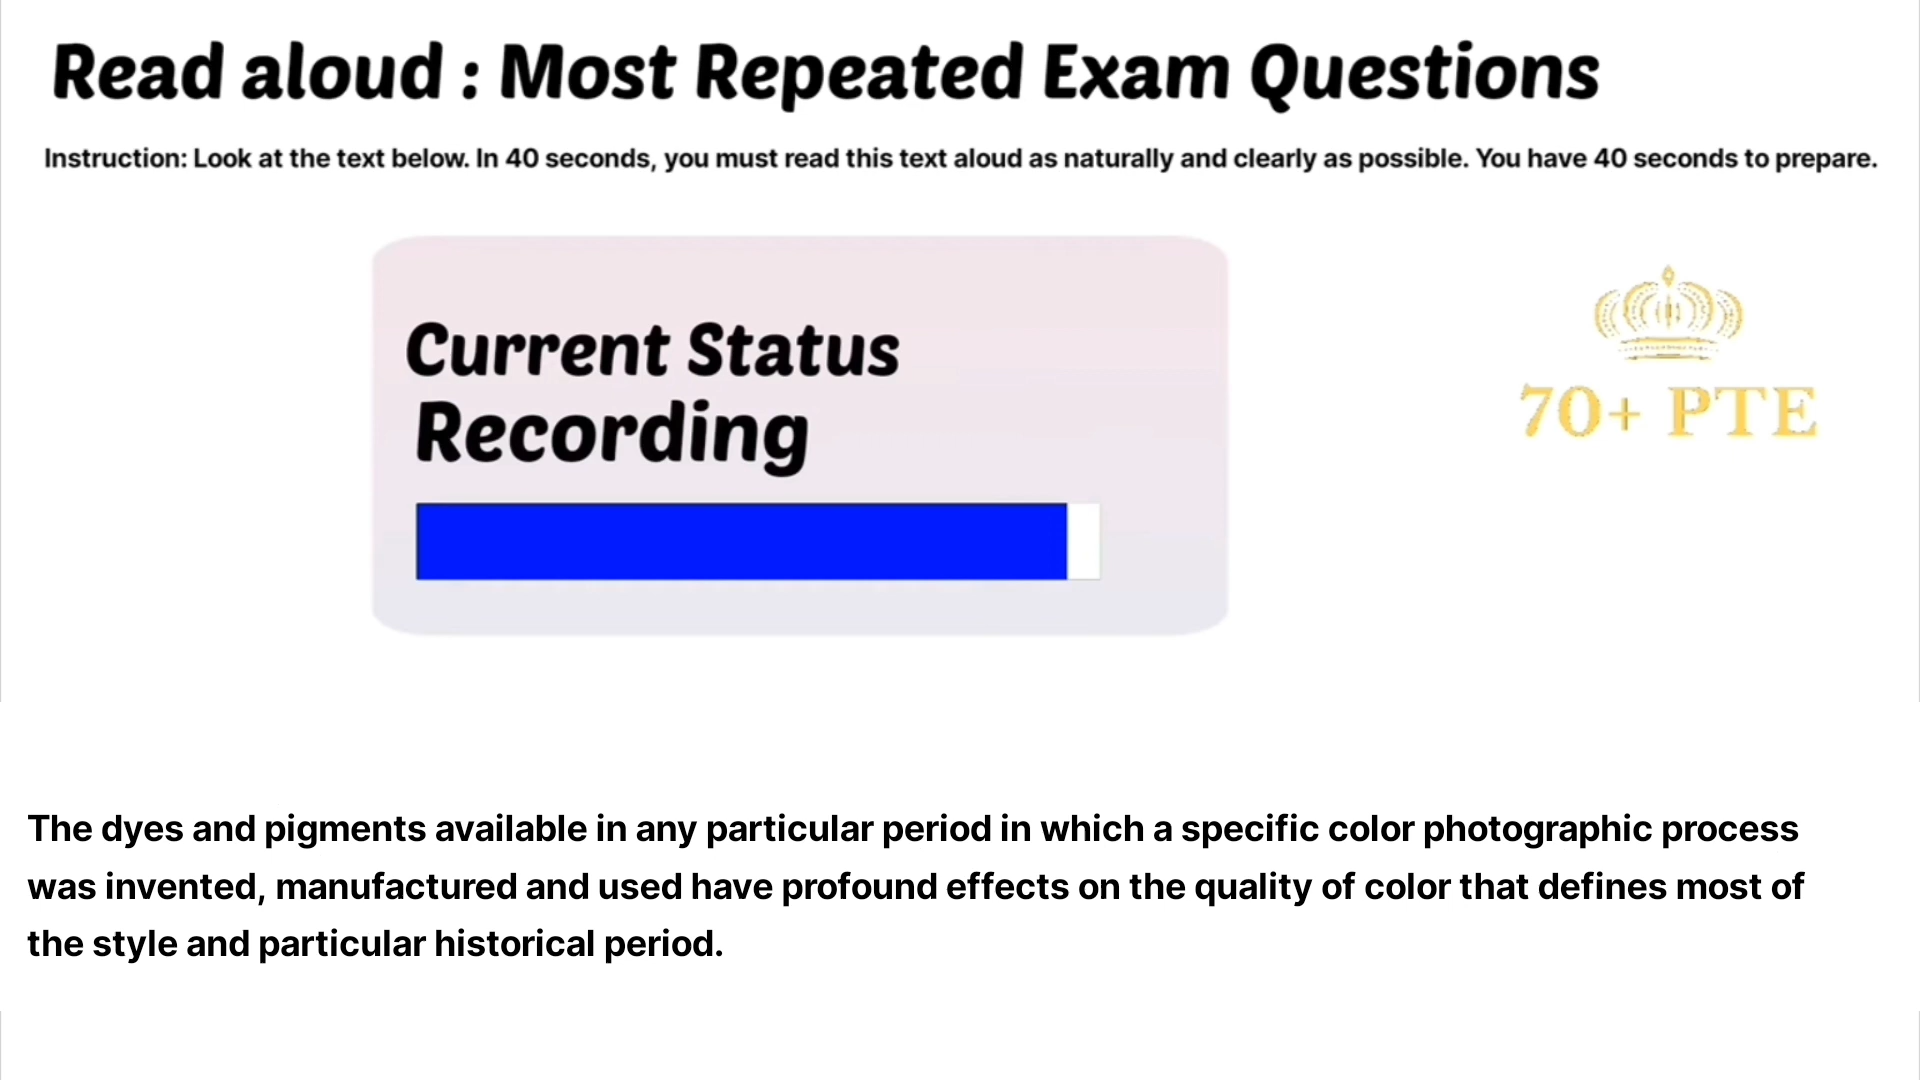 Read aloud : Most Repeated Exam Questions
Instruction: Look at the text below. In 40 seconds, you must read this text aloud as naturally and clearly as possible. You have 40 seconds to prepare.
Current Status
Recording
70+ PTE
The dyes and pigments available in any particular period in which a specific color photographic process
was invented, manufactured and used have profound effects on the quality of color that defines most of
the style and particular historical period.